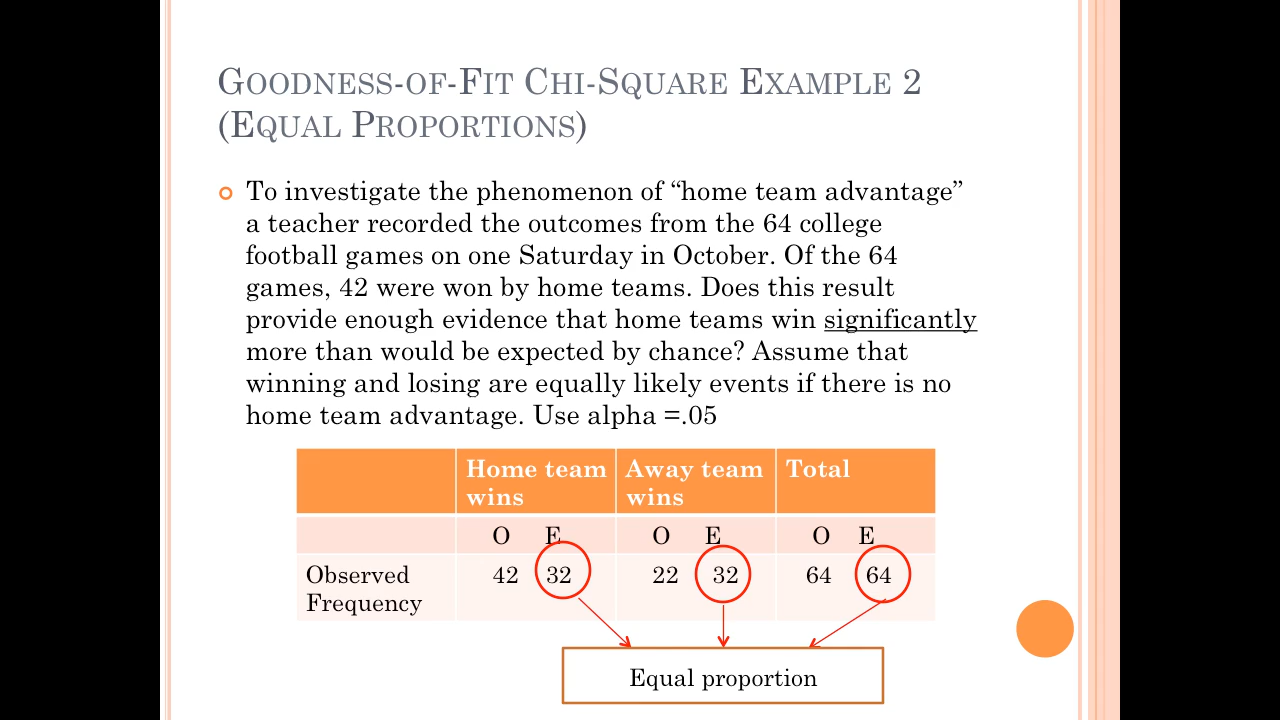 GOODNESS-OF-FIT CHI-SQUARE EXAMPLE 2
(EQUAL PROPORTIONS)
To investigate the phenomenon of “home team advantage”
a teacher recorded the outcomes from the 64 college
football games on one Saturday in October. Of the 64
games, 42 were won by home teams. Does this result
provide enough evidence that home teams win significantly
more than would be expected by chance? Assume that
winning and losing are equally likely events if there is no
home team advantage. Use alpha =.05
Home team Away team Total
wins wins
O E O E O E
Observed 42 32 22 32 64 64
Frequency
Equal proportion